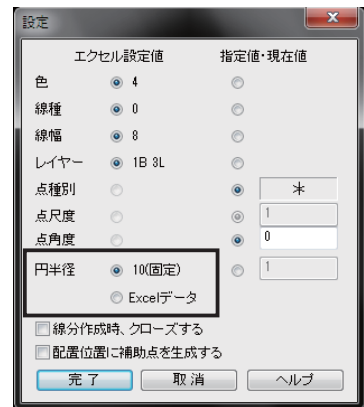 設定
エクセル設定値 指定値・現在値
色 4
線種 0
線幅 8
レイヤー 1B 3L
点種別 *
点尺度 1
点角度 0
円半径 10(固定) 1
Excelデータ
線分作成時、クローズする
配置位置に補助点を生成する
完了 取消 ヘルプ